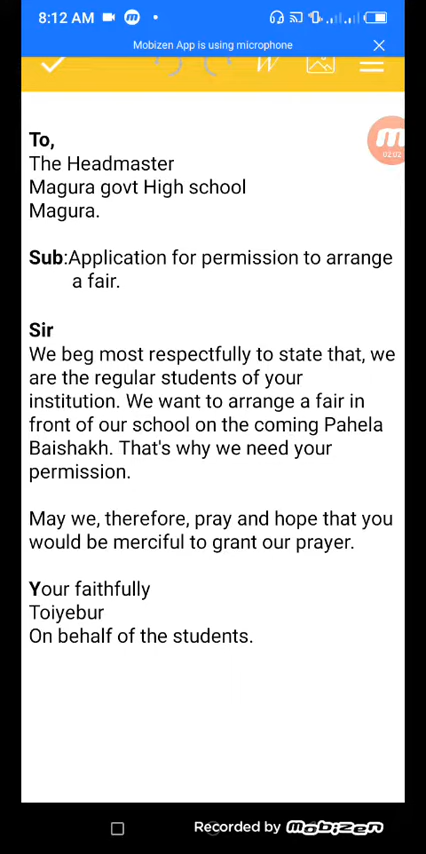 8:12 AM
Mobizen App is using microphone
W
02:02
To,
The Headmaster
Magura govt High school
Magura.
Sub:Application for permission to arrange
a fair.
Sir
We beg most respectfully to state that, we
are the regular students of your
institution. We want to arrange a fair in
front of our school on the coming Pahela
Baishakh. That's why we need your
permission.
May we, therefore, pray and hope that you
would be merciful to grant our prayer.
Your faithfully
Toiyebur
On behalf of the students.
Recorded by Mobizen